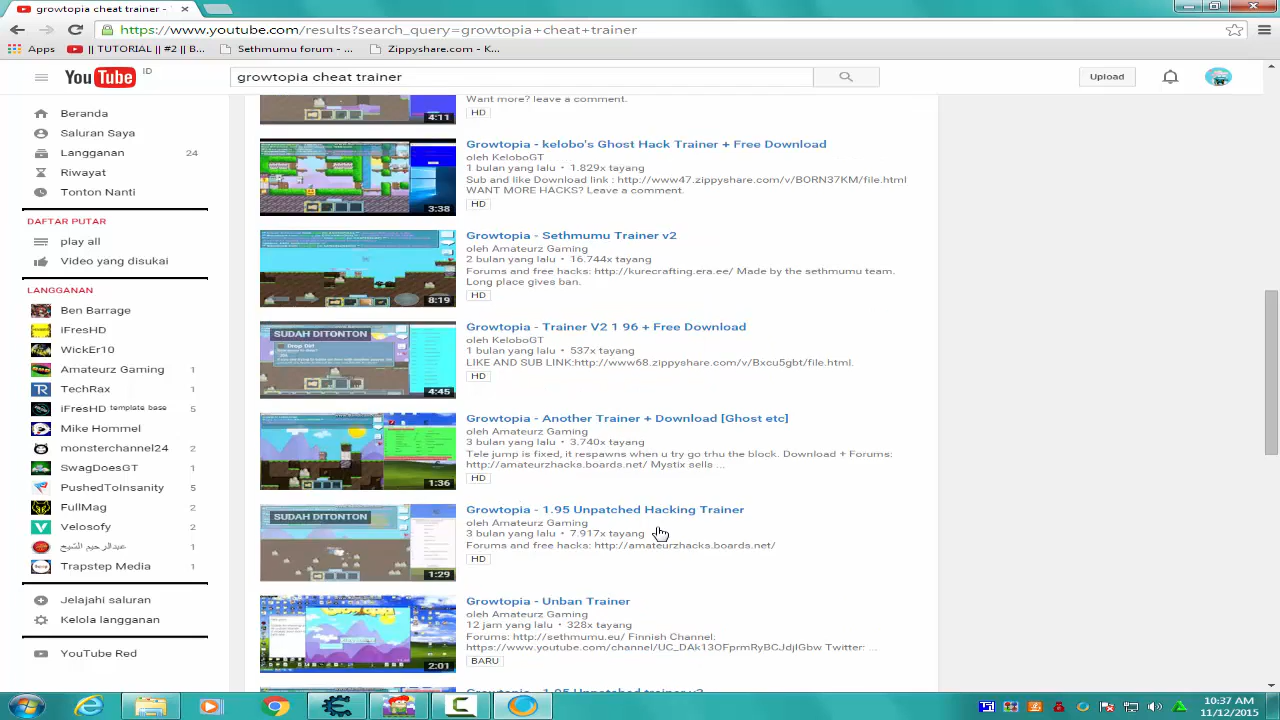 growtopia cheat trainer -
https://www.youtube.com/results?search_query=growtopia+cheat+trainer
Apps
|| TUTORIAL || #2 || B...
Sethmumu forum - ...
Zippyshare.com - K...
YouTube ID
growtopia cheat trainer
Upload
Beranda
Saluran Saya
Langganan 24
Riwayat
Tonton Nanti
DAFTAR PUTAR
play all
Video yang disukai
LANGGANAN
Ben Barrage
iFresHD
WickEr10
Amateurz Gaming 1
TechRax 1
iFresHD template base 5
Mike Hommel
monsterchannel24 2
SwagDoesGT 1
PushedToInsanity 5
FullMag 2
Versofy 2
1
Trapstep Media 1
Jelajahi saluran
Kelola langganan
YouTube Red
Want more? leave a comment.
HD
4:11
Growtopia - kelobo's Ghost Hack Trainer + Free Download
oleh KeloboGT
1 bulan yang lalu • 1.829x tayang
Sub and like Download link : http://www47.zippyshare.com/v/BORN37KM/file.html
WANT MORE HACKS? Leave a comment.
HD
3:38
Growtopia - Sethmumu Trainer v2
oleh Amateurz Gaming
2 bulan yang lalu • 16.744x tayang
Forums and free hacks: http://kurecrafting.era.ee/ Made by the sethmumu team.
Long place gives ban.
HD
8:19
SUDAH DITONTON
Growtopia - Trainer V2 1 96 + Free Download
oleh KeloboGT
1 bulan yang lalu
tayang
LIKE AND SUB
HD
4:45
Growtopia - Another Trainer + Download [Ghost etc]
oleh Amateurz Gaming
3 bulan yang lalu • 3.740x tayang
Tele jump is fixed, it respawns when u try go trhu the block. Download + Forums:
http://amateurzhacks.boards.net/ Mystix sells ...
HD
1:36
SUDAH DITONTON
Growtopia - 1.95 Unpatched Hacking Trainer
oleh Amateurz Gaming
3 bulan yang lalu • 7.917x tayang
Forums and free hacks: http://amateurzhacks.boards.net/
HD
1:29
Growtopia - Unban Trainer
oleh Amateurz Gaming
12 jam yang lalu • 328x tayang
Forums: http://sethmumu.eu/ Finnish Channel:
https://www.youtube.com/channel/UC_DAk13OFprmRyBCJdjIGbw Twitter: ...
BARU
2:01
10:37 AM
11/12/2015